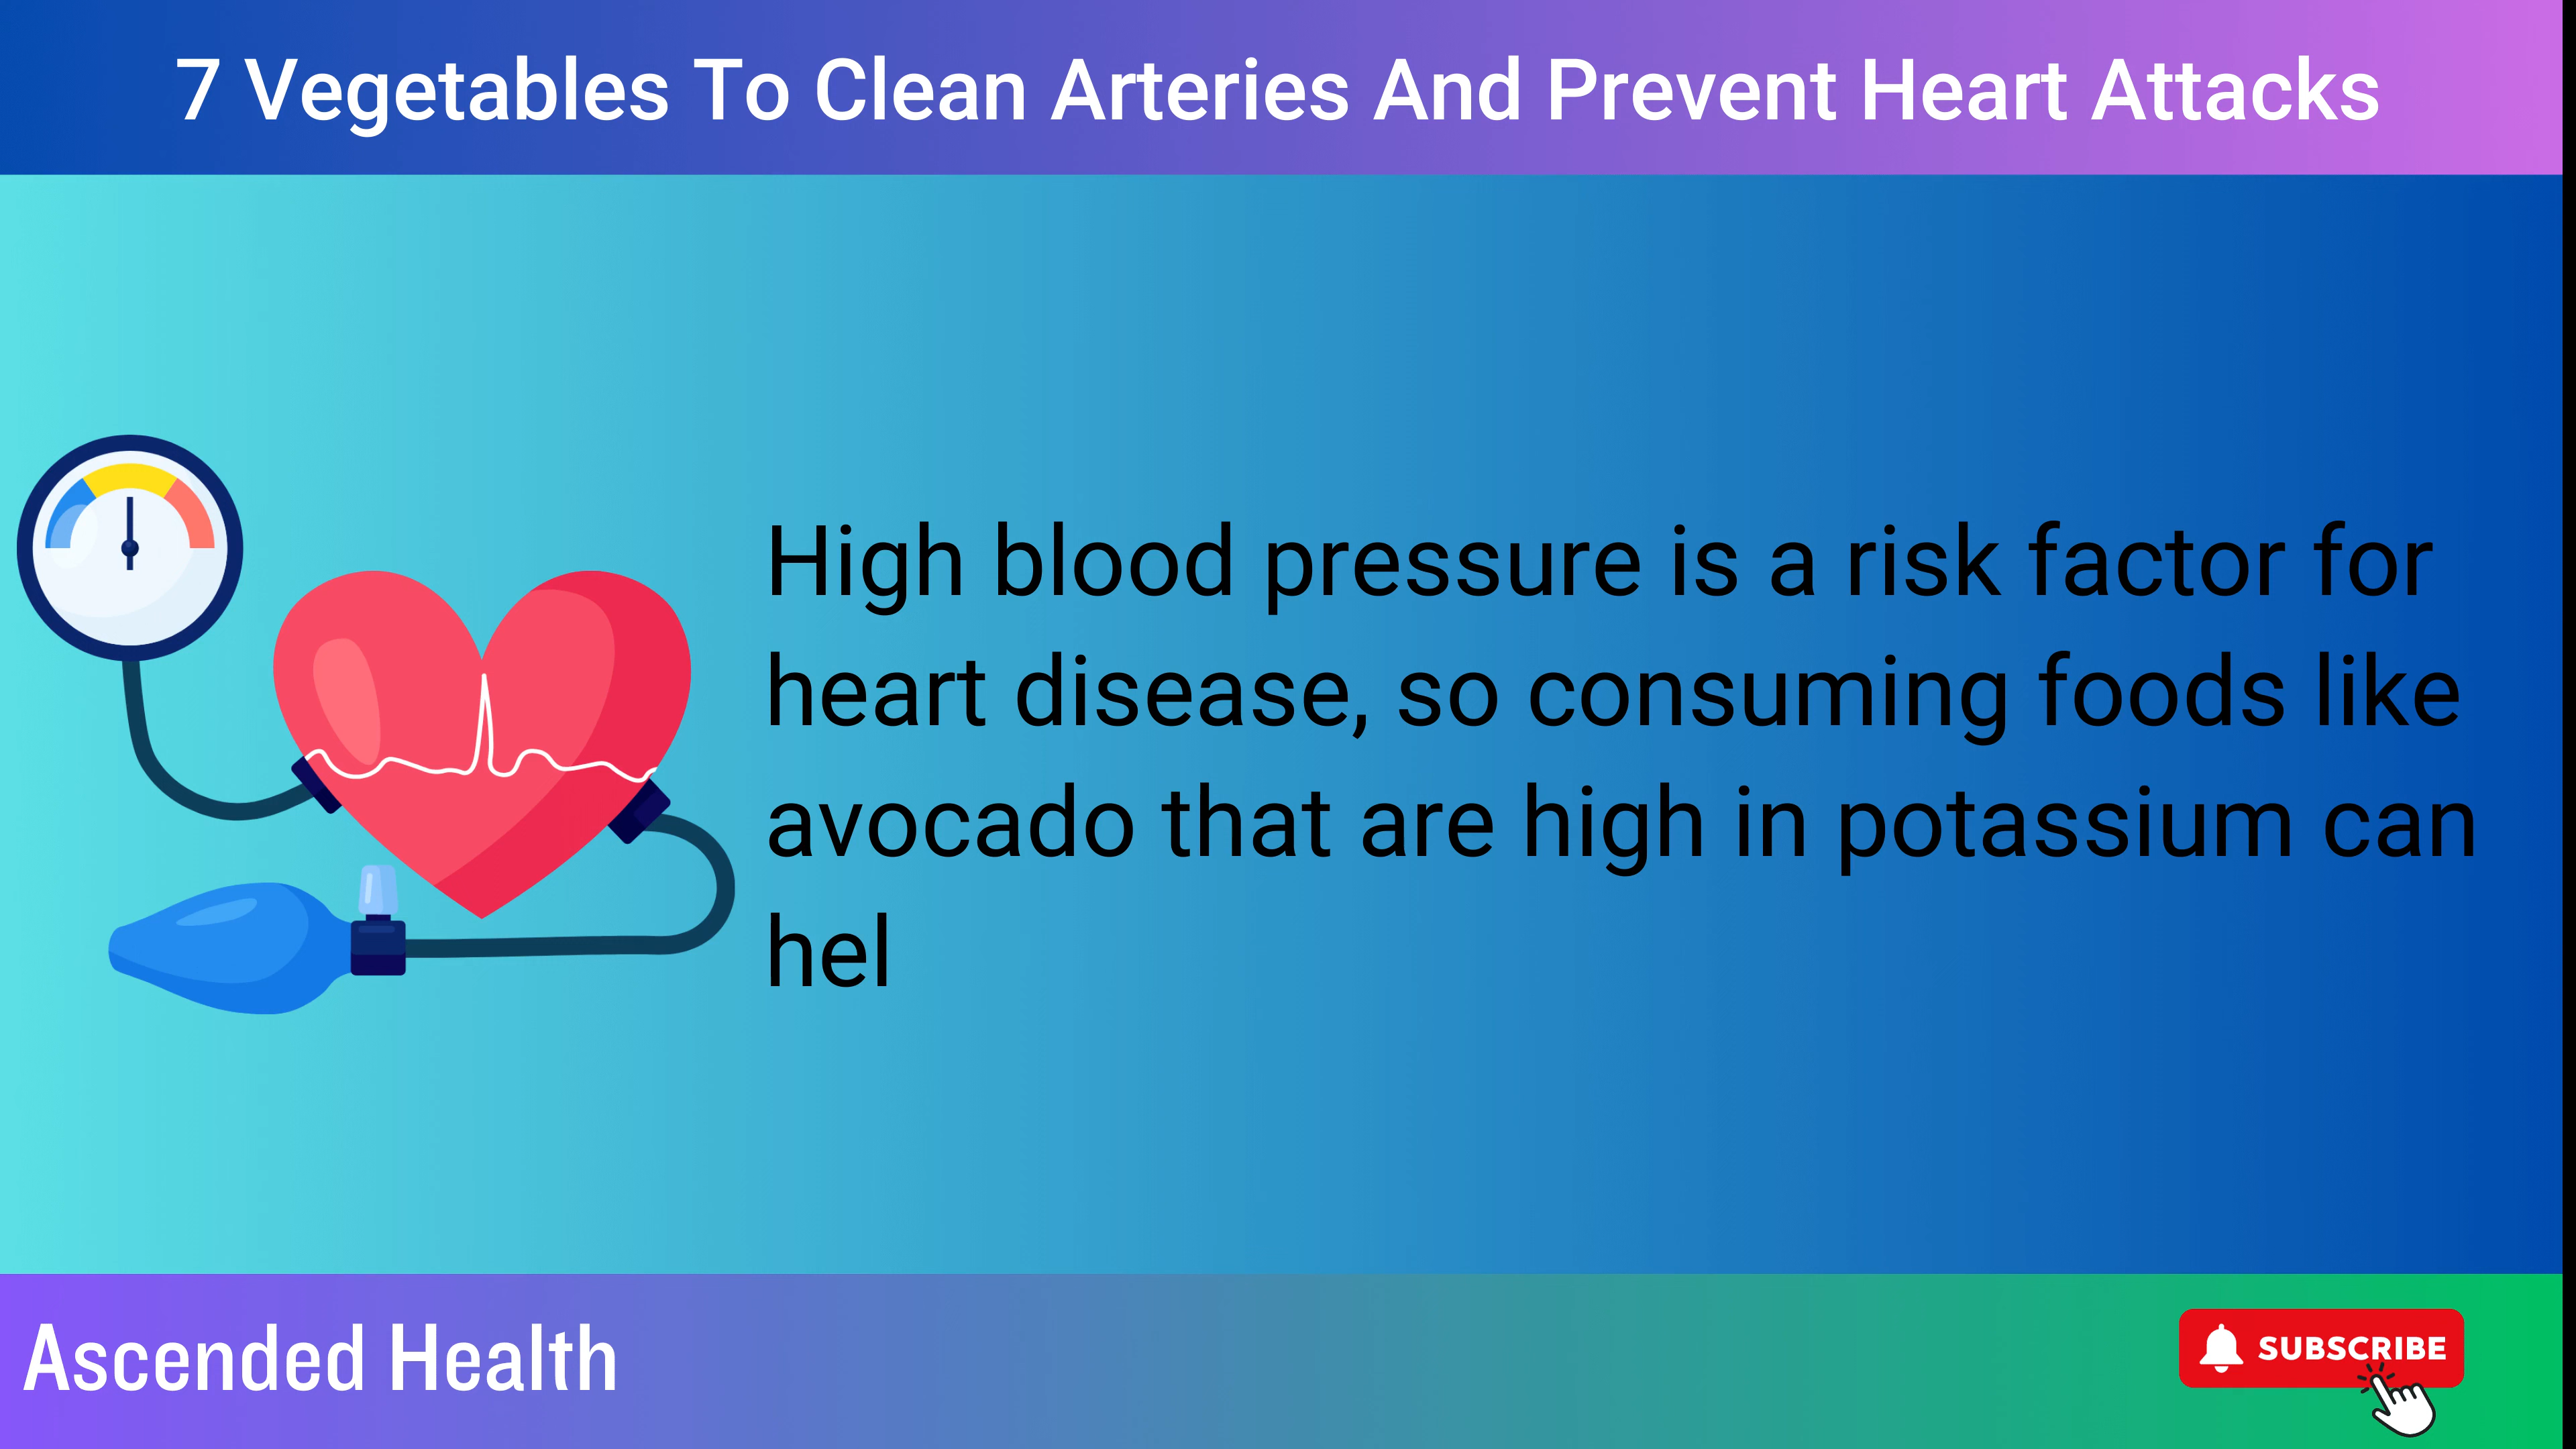 7 Vegetables To Clean Arteries And Prevent Heart Attacks
High blood pressure is a risk factor for
heart disease, so consuming foods like
avocado that are high in potassium can
hel
Ascended Health
SUBSCRIBE